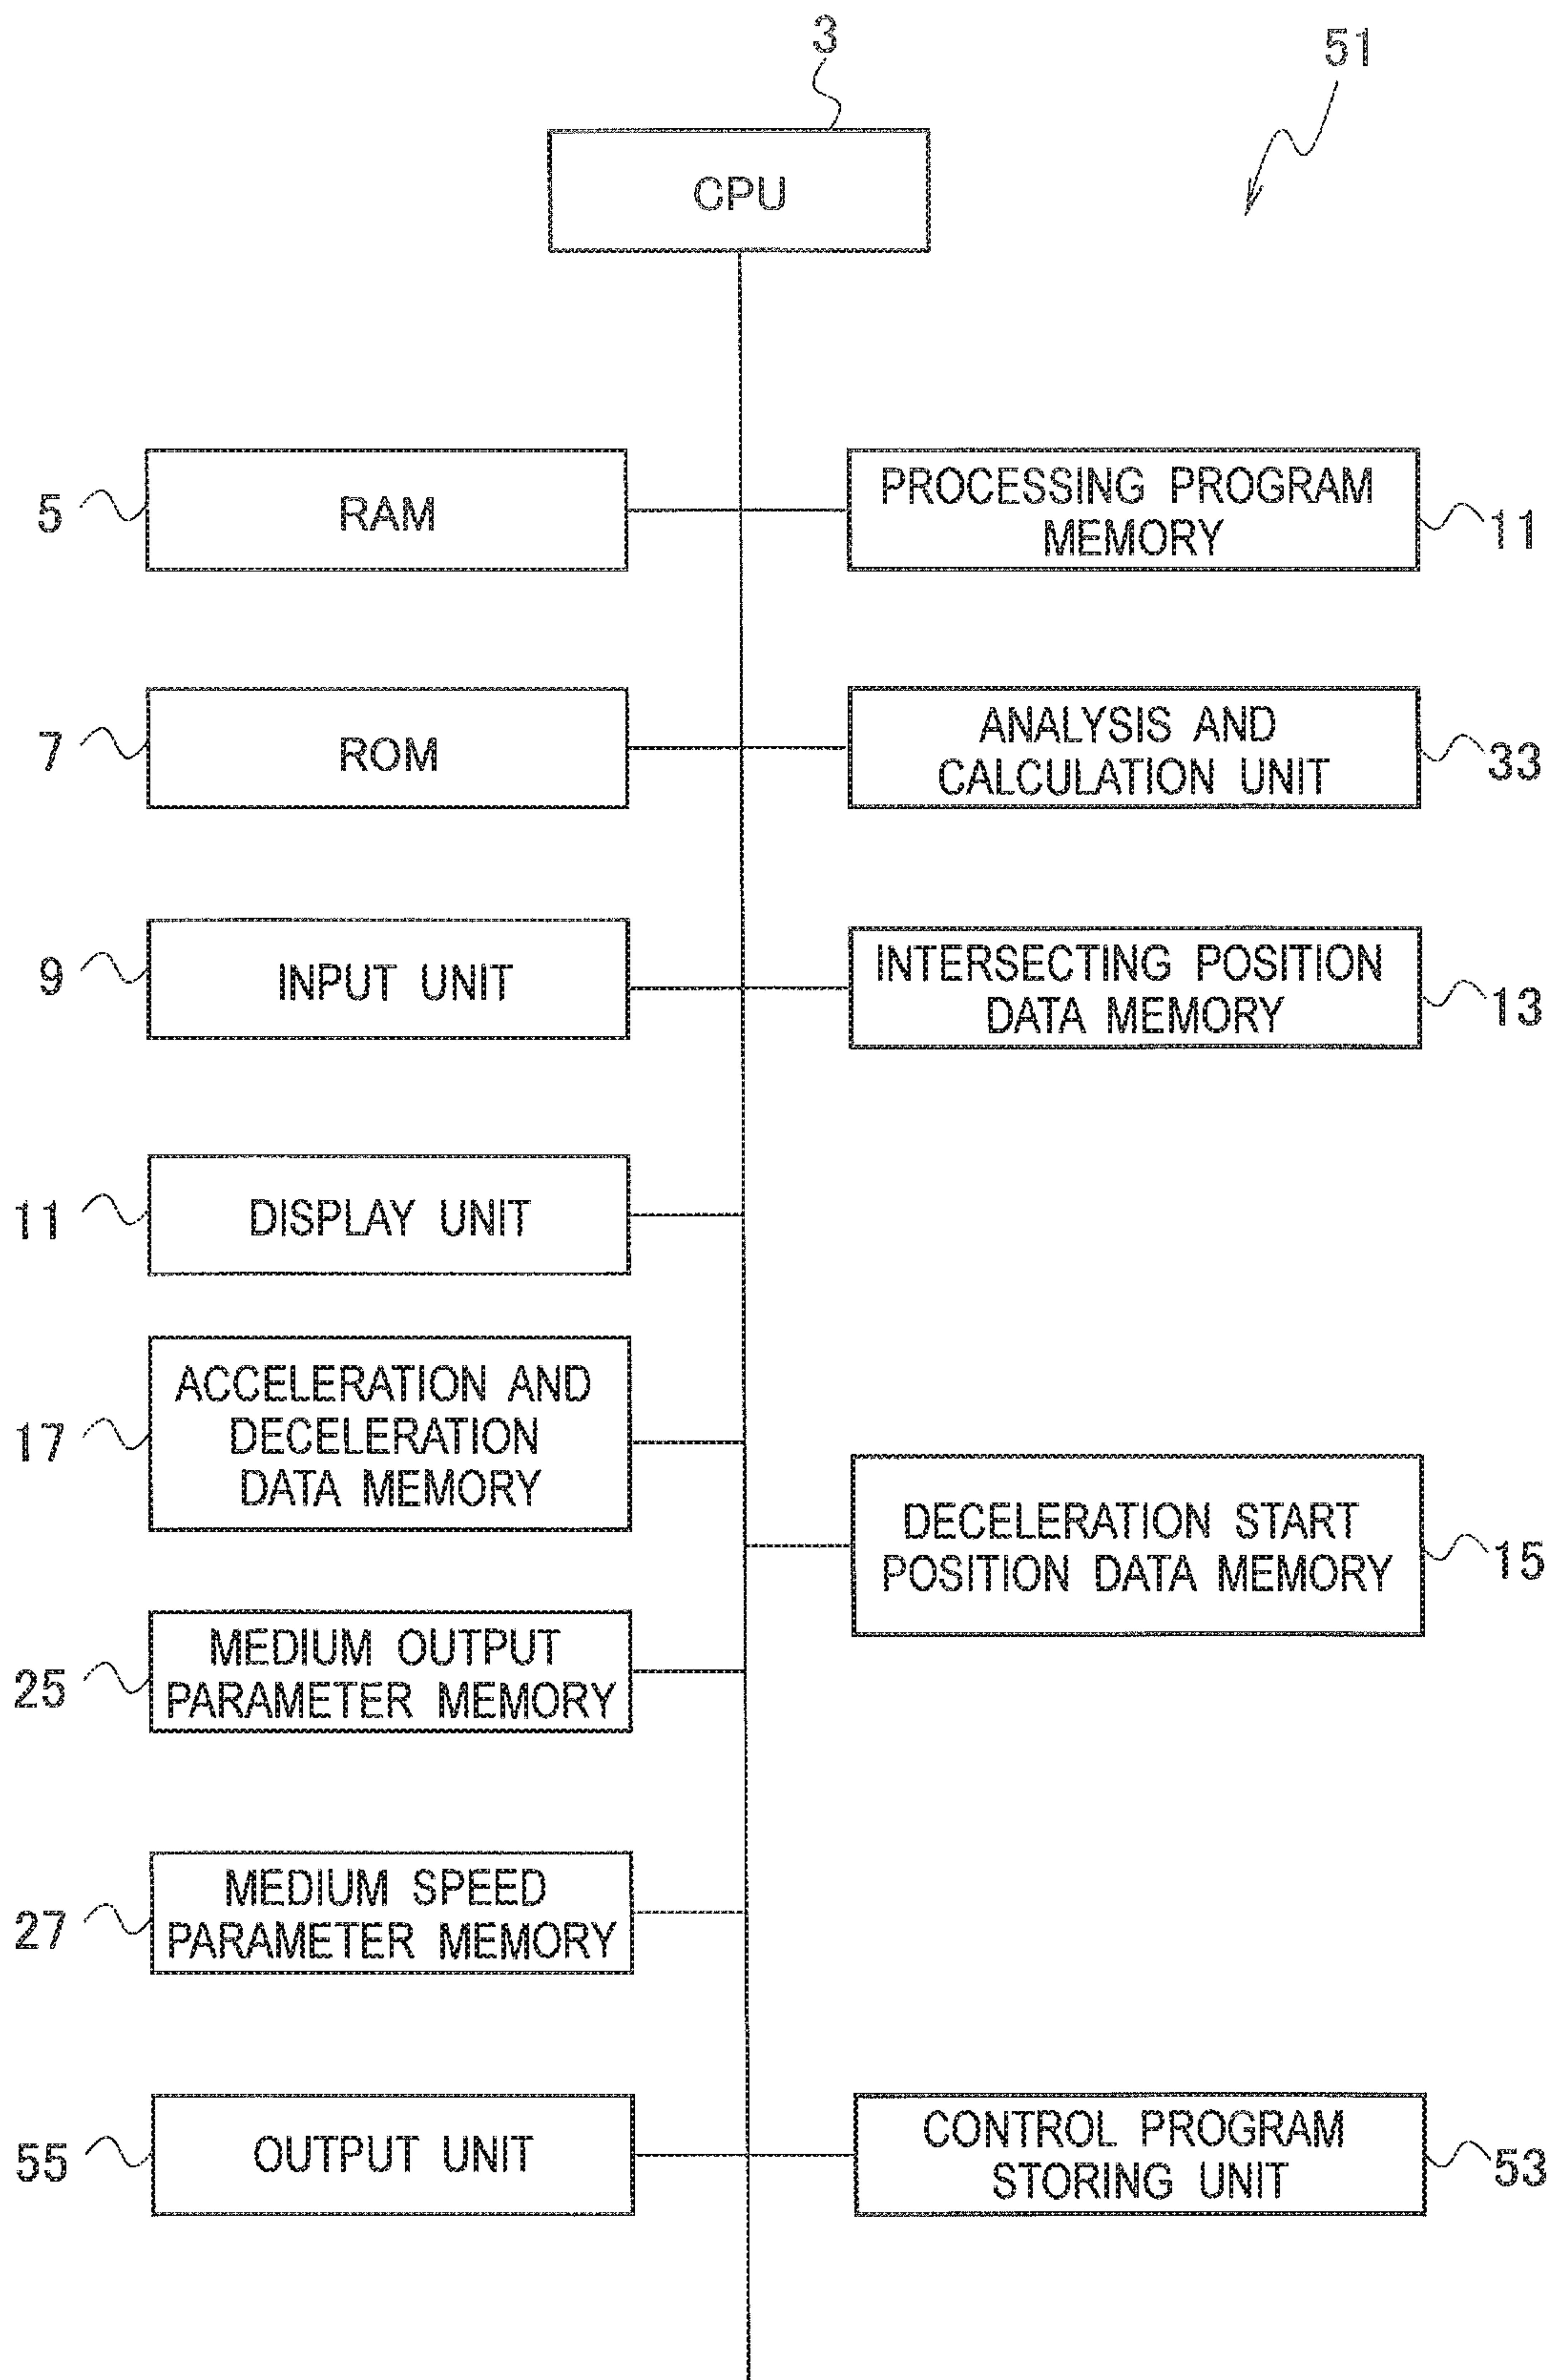 3
51
CPU
5
RAM
PROCESSING PROGRAM
MEMORY
11
7
ROM
ANALYSIS AND
CALCULATION UNIT
33
9
INPUT UNIT
INTERSECTING POSITION
DATA MEMORY
13
11
DISPLAY UNIT
17
ACCELERATION AND
DECELERATION
DATA MEMORY
DECELERATION START
POSITION DATA MEMORY
15
25
MEDIUM OUTPUT
PARAMETER MEMORY
27
MEDIUM SPEED
PARAMETER MEMORY
55
OUTPUT UNIT
CONTROL PROGRAM
STORING UNIT
53